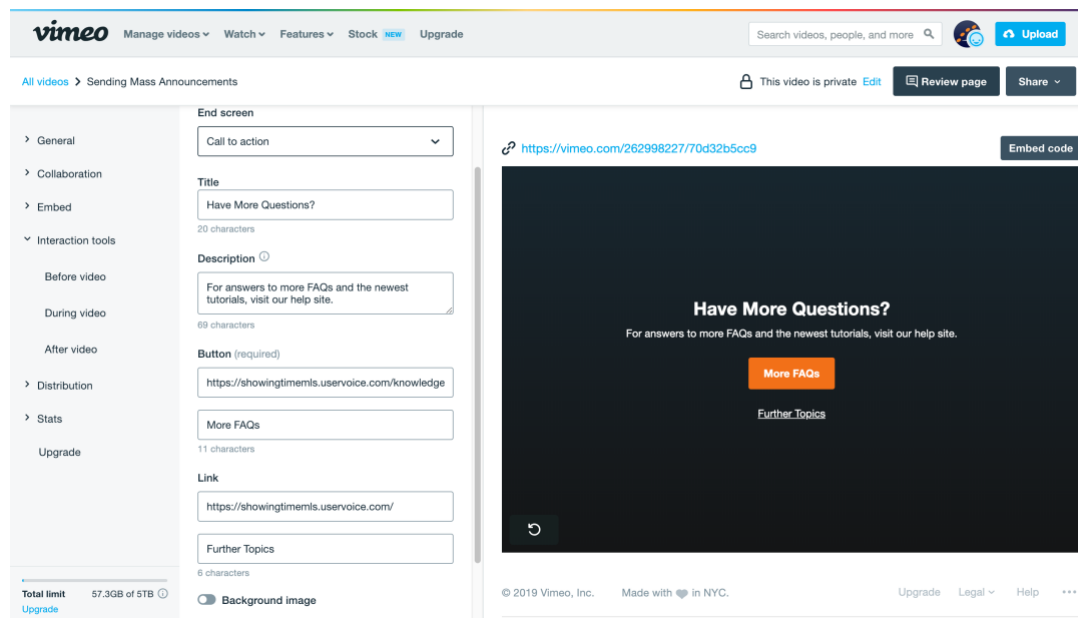 vimeo Manage videos Watch Features Stock NEW Upgrade Search videos, people, and more Upload
All videos > Sending Mass Announcements This video is private Edit Review page Share
General
Collaboration
Embed
Interaction tools
Before video
During video
After video
Distribution
Stats
Upgrade
Total limit 57.3GB of 5TB
Upgrade
End screen
Call to action
Title
Have More Questions?
20 characters
Description
For answers to more FAQs and the newest
tutorials, visit our help site.
69 characters
Button (required)
https://showingtimemls.uservoice.com/knowledge
More FAQs
11 characters
Link
https://showingtimemls.uservoice.com/
Further Topics
6 characters
Background image
https://vimeo.com/262998227/70d32b5cc9 Embed code
Have More Questions?
For answers to more FAQs and the newest tutorials, visit our help site.
More FAQs
Further Topics
© 2019 Vimeo, Inc. Made with in NYC. Upgrade Legal Help